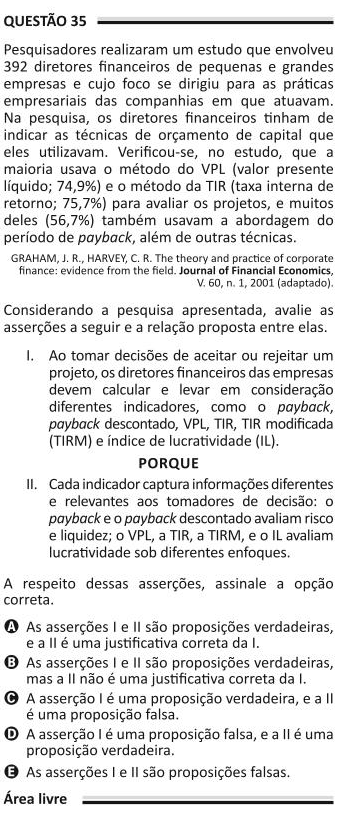 QUESTÃO 35
Pesquisadores realizaram um estudo que envolveu
392 diretores financeiros de pequenas e grandes
empresas e cujo foco se dirigiu para as práticas
empresariais das companhias em que atuavam.
Na pesquisa, os diretores financeiros tinham de
indicar as técnicas de orçamento de capital que
eles utilizavam. Verificou-se, no estudo, que a
maioria usava o método do VPL (valor presente
líquido; 74,9%) e o método da TIR (taxa interna de
retorno; 75,7%) para avaliar os projetos, e muitos
deles (56,7%) também usavam a abordagem do
período de payback, além de outras técnicas.
GRAHAM, J. R., HARVEY, C. R. The theory and practice of corporate
finance: evidence from the field. Journal of Financial Economics,
V. 60, n. 1, 2001 (adaptado).
Considerando a pesquisa apresentada, avalie as
asserções a seguir e a relação proposta entre elas.
I. Ao tomar decisões de aceitar ou rejeitar um
projeto, os diretores financeiros das empresas
devem calcular e levar em consideração
diferentes indicadores, como o payback,
payback descontado, VPL, TIR, TIR modificada
(TIRM) e índice de lucratividade (IL).
PORQUE
II. Cada indicador captura informações diferentes
e relevantes aos tomadores de decisão: o
payback e o payback descontado avaliam risco
e liquidez; o VPL, a TIR, a TIRM, e o IL avaliam
lucratividade sob diferentes enfoques.
A respeito dessas asserções, assinale a opção
correta.
A As asserções I e II são proposições verdadeiras,
e a II é uma justificativa correta da I.
B As asserções I e II são proposições verdadeiras,
mas a II não é uma justificativa correta da I.
C A asserção I é uma proposição verdadeira, e a II
é uma proposição falsa.
D A asserção I é uma proposição falsa, e a II é uma
proposição verdadeira.
E As asserções I e II são proposições falsas.
Área livre